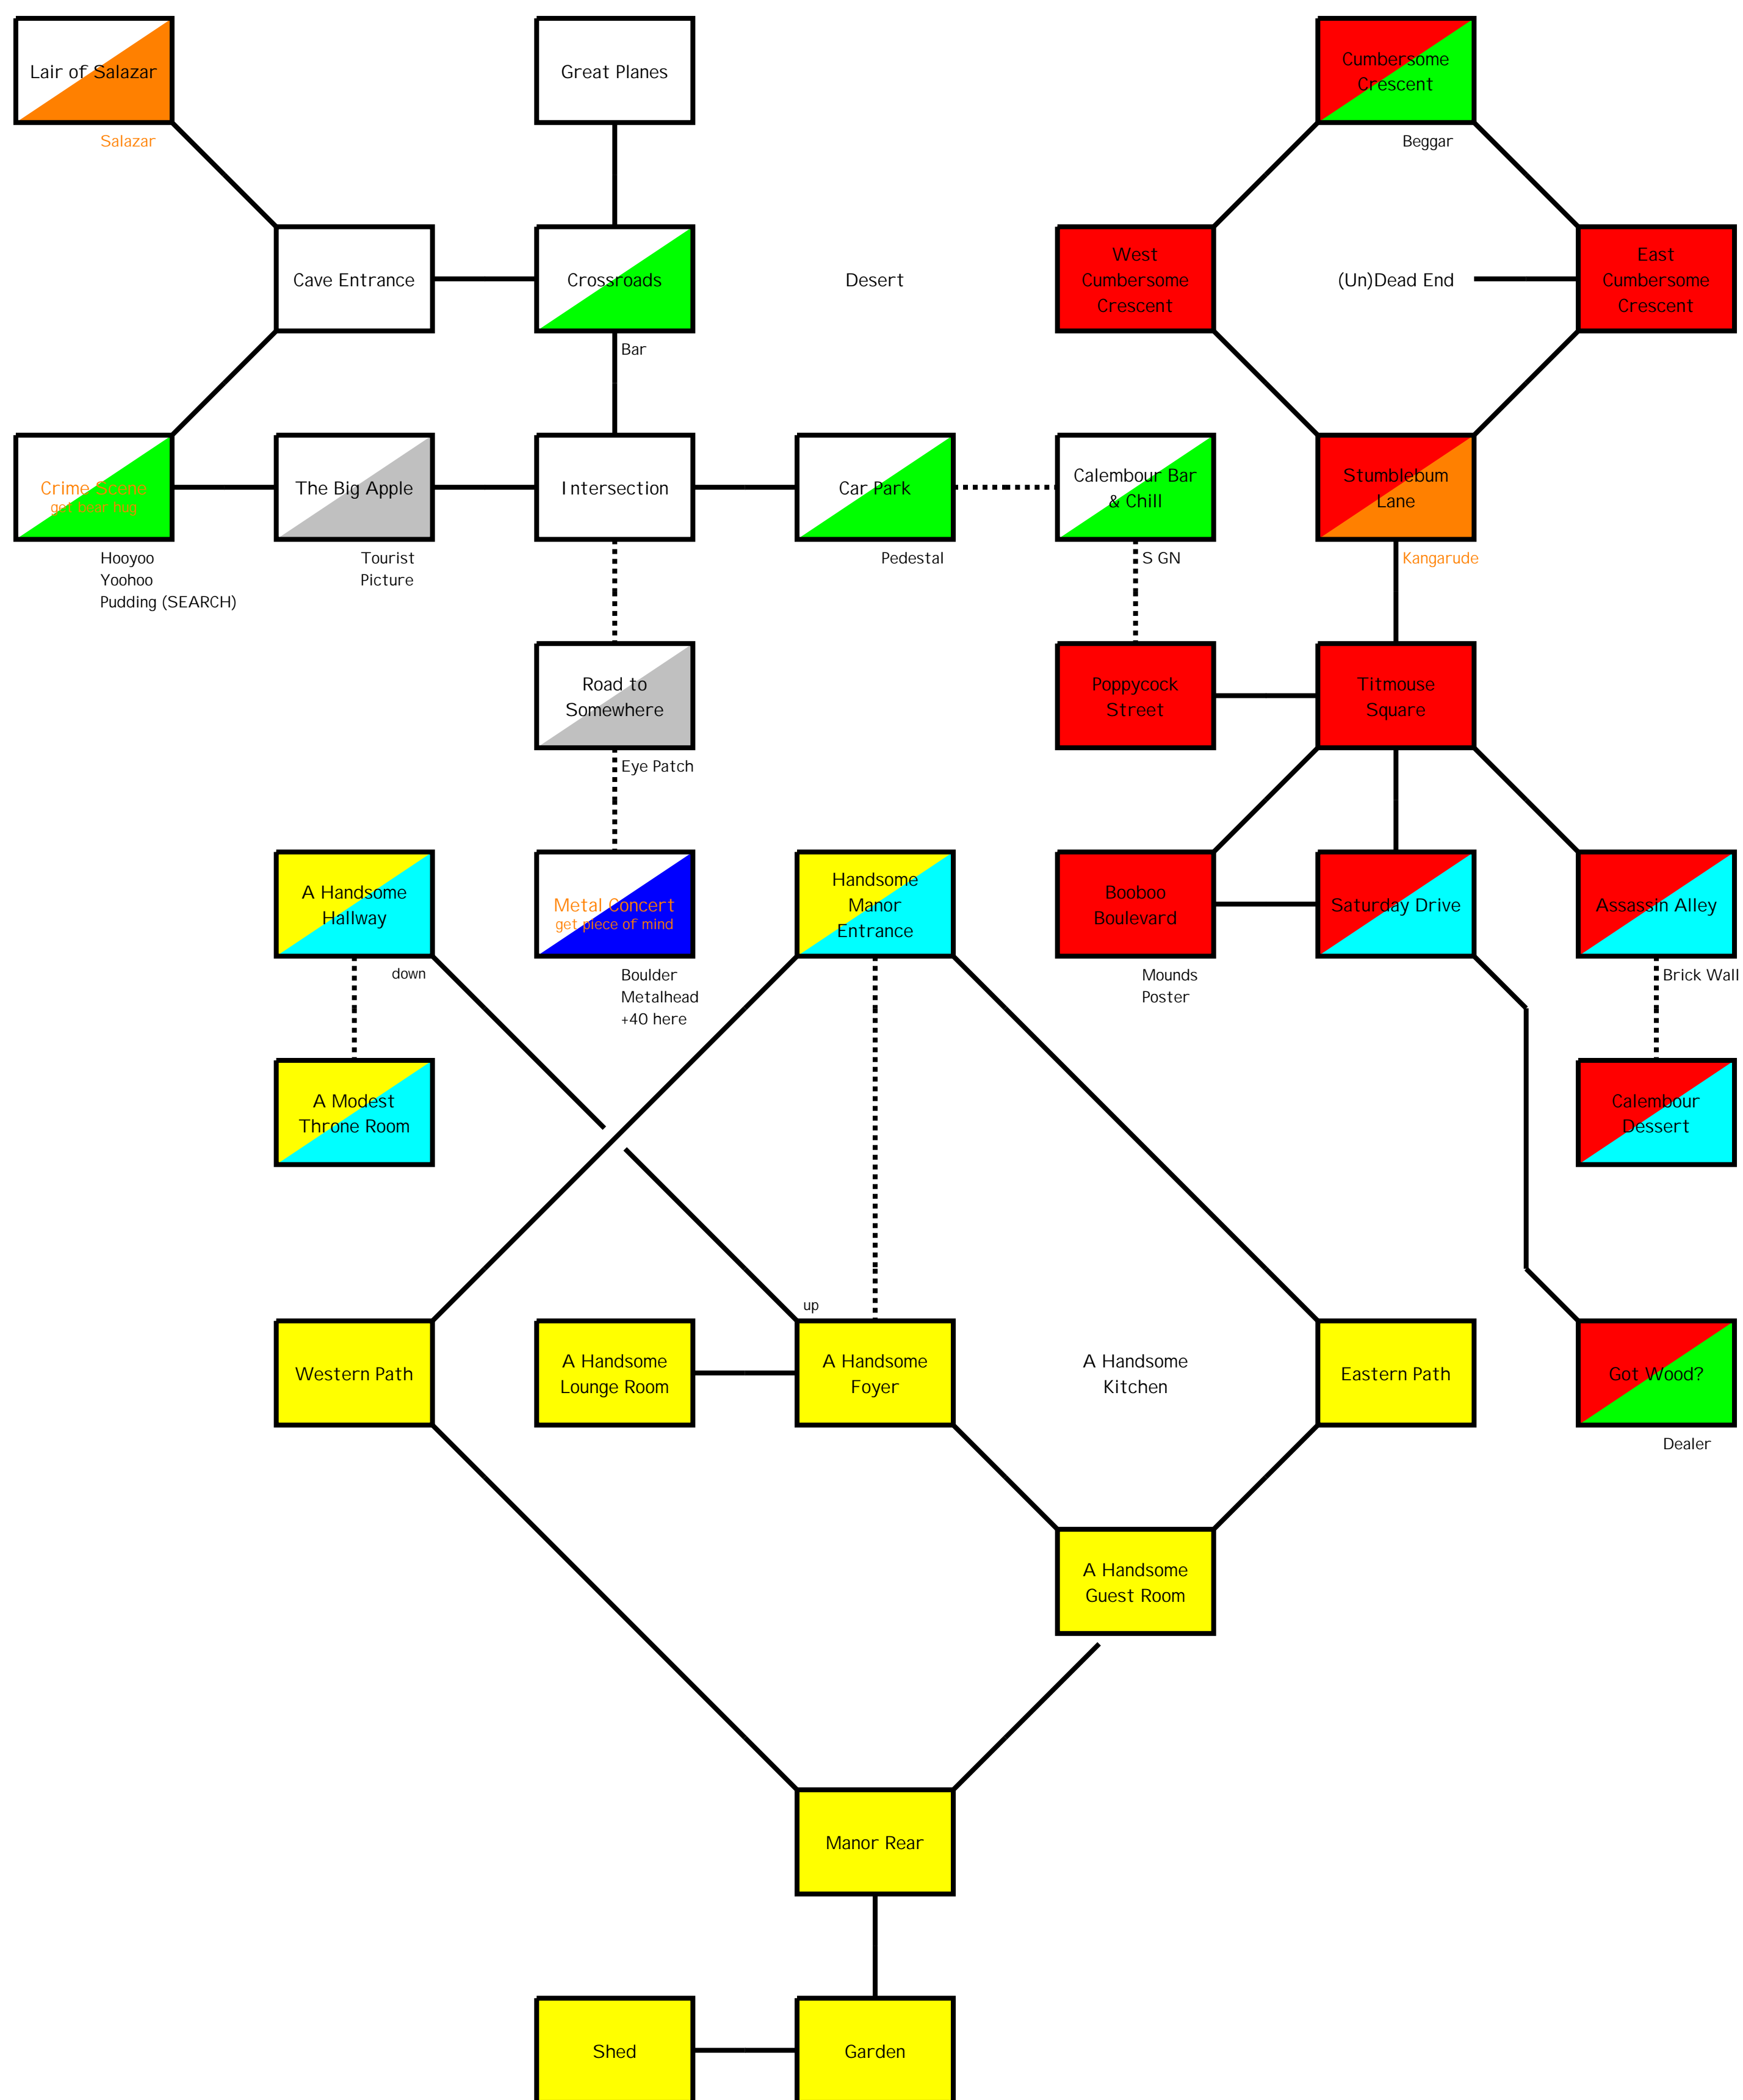 Lair of Salazar
Salazar
Great Planes
Cumbersome
Crescent
Beggar
Cave Entrance
Crossroads
Bar
Desert
West
Cumbersome
Crescent
(Un)Dead End
East
Cumbersome
Crescent
Crime Scene
get bear hug
Hooyoo
Yoohoo
Pudding (SEARCH)
The Big Apple
Tourist
Picture
Intersection
Car Park
Pedestal
Calembour Bar
& Chill
S GN
Stumblebum
Lane
Kangarude
Road to
Somewhere
Eye Patch
Poppycock
Street
Titmouse
Square
A Handsome
Hallway
down
Metal Concert
get piece of mind
Boulder
Metalhead
+40 here
Handsome
Manor
Entrance
Booboo
Boulevard
Mounds
Poster
Saturday Drive
Assassin Alley
Brick Wall
A Modest
Throne Room
Calembour
Dessert
up
Western Path
A Handsome
Lounge Room
A Handsome
Foyer
A Handsome
Kitchen
Eastern Path
Got Wood?
Dealer
A Handsome
Guest Room
Manor Rear
Shed
Garden